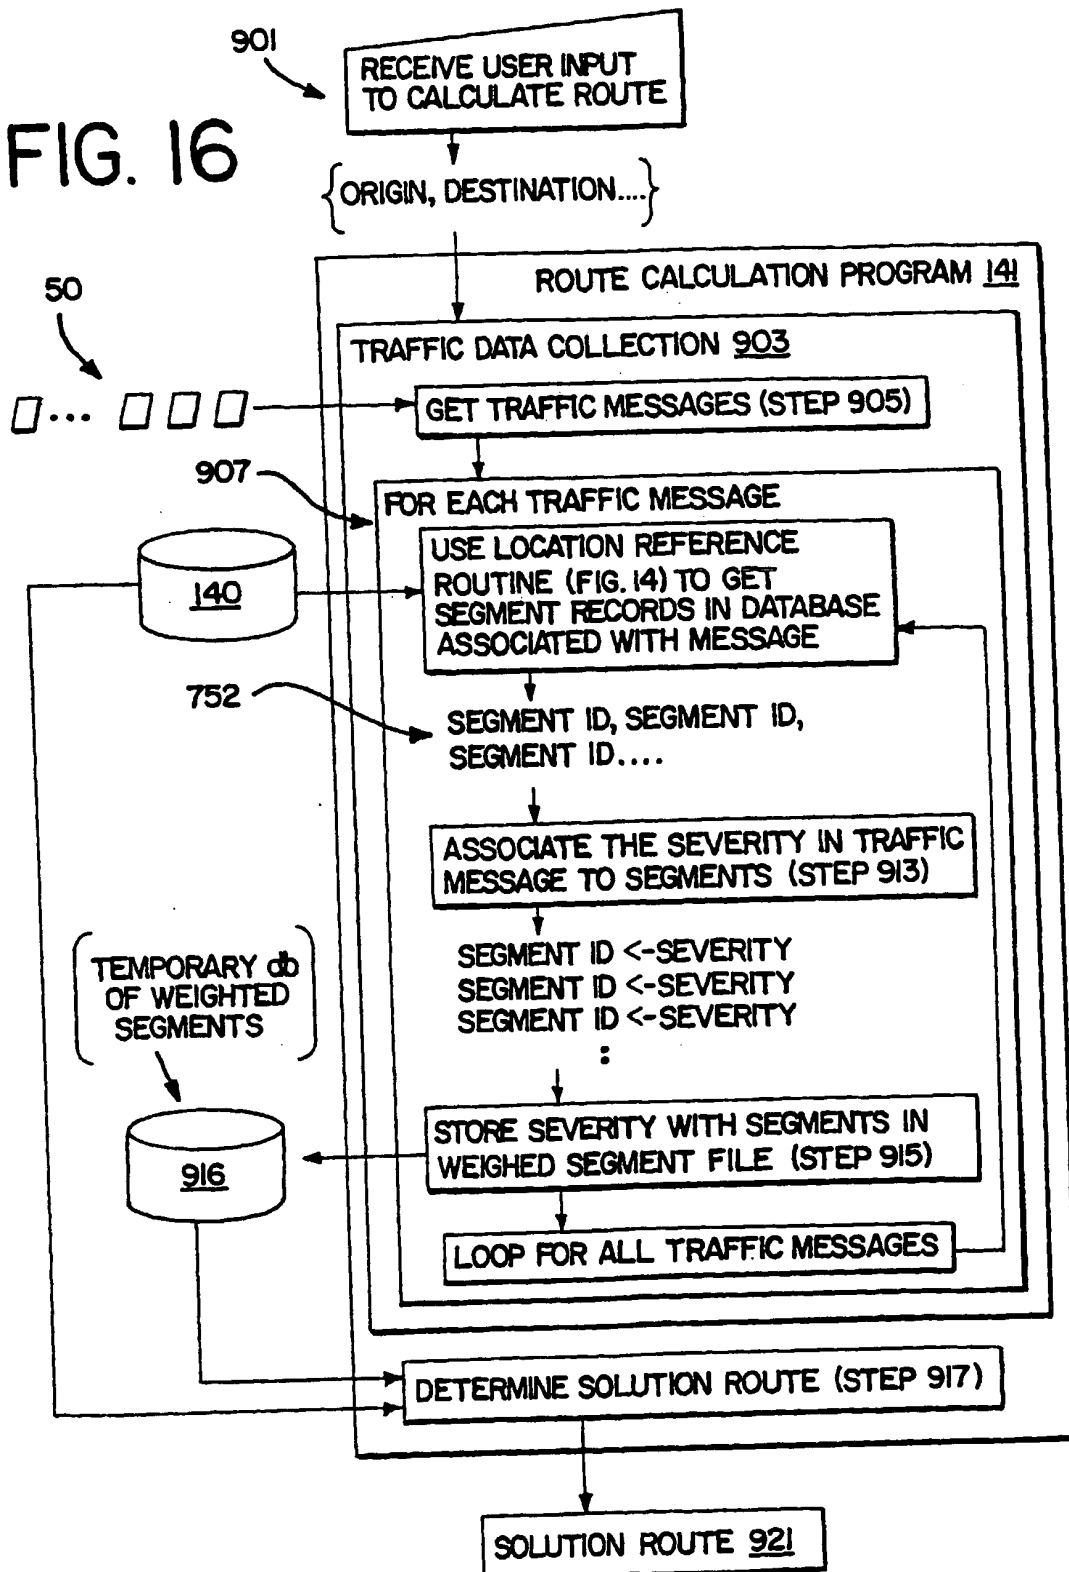 901
RECEIVE USER INPUT
TO CALCULATE ROUTE
FIG. 16
{ORIGIN, DESTINATION....}
ROUTE CALCULATION PROGRAM 141
50
TRAFFIC DATA COLLECTION 903
...
GET TRAFFIC MESSAGES (STEP 905)
907
FOR EACH TRAFFIC MESSAGE
USE LOCATION REFERENCE
ROUTINE (FIG. 14) TO GET
SEGMENT RECORDS IN DATABASE
ASSOCIATED WITH MESSAGE
140
752
SEGMENT ID, SEGMENT ID,
SEGMENT ID....
ASSOCIATE THE SEVERITY IN TRAFFIC
MESSAGE TO SEGMENTS (STEP 913)
SEGMENT ID <-SEVERITY
SEGMENT ID <-SEVERITY
SEGMENT ID <-SEVERITY
:
(TEMPORARY db
OF WEIGHTED
SEGMENTS)
STORE SEVERITY WITH SEGMENTS IN
WEIGHED SEGMENT FILE (STEP 915)
916
LOOP FOR ALL TRAFFIC MESSAGES
DETERMINE SOLUTION ROUTE (STEP 917)
SOLUTION ROUTE 921